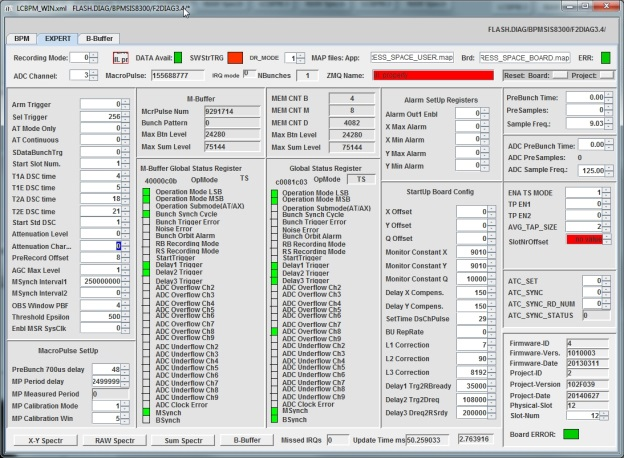 LCBPM_WIN.xml FLASH.DIAG/BPMSIS8300/F2DIAG3.4/*
FLASH.DIAG/BPMSIS8300/F2DIAG3.4/
BPM EXPERT B-Buffer
Recording Mode: 0 DATA Avail: SWStrTRG DR_MODE 1 MAP files: App: ESS_SPACE_USER.map Brd: RESS_SPACE_BOARD.map ERR:
ADC Channel: 3 MacroPulse: 155688777 IRQ mode 0 NBunches 1 ZMQ Name: Reset: Board: Project:
Arm Trigger 0
Sel Trigger 256
AT Mode Only 0
AT Continuous 0
SDataBunchTrg 0
Start Slot Num. 1
T1A DSC time 4
T1E DSC time 5
T2A DSC time 18
T2E DSC time 21
Start Std DSC 1
Attenuation Level 0
Attenuation Char... 0
PreRecord Offset 8
AGC Max Level 1
MSynch Interval1 250000000
MSynch Interval2 0
OBS Window PBF 4
Threshold Epsilon 500
Enbl MSR SysClk 0
MacroPulse SetUp
PreBunch 700us delay 48
MP Period delay 2499999
MP Measured Period 0
MP Calibration Mode 1
MP Calibration Win 5
M-Buffer
McrPulse Num 9291714
Bunch Pattern 0
Max Btn Level 24280
Max Sum Level 75144
M-Buffer Global Status Register
40000c0b OpMode TS
Operation Mode LSB
Operation Mode MSB
Operation Submode(AT/AX)
Bunch Synch Cycle
Bunch Trigger Error
Noise Error
Bunch Orbit Alarm
RB Recording Mode
RS Recording Mode
StartTrigger
Delay1 Trigger
Delay2 Trigger
Delay3 Trigger
ADC Overflow Ch2
ADC Overflow Ch3
ADC Overflow Ch4
ADC Overflow Ch6
ADC Overflow Ch7
ADC Overflow Ch8
ADC Overflow Ch9
ADC Underflow Ch2
ADC Underflow Ch3
ADC Underflow Ch4
ADC Underflow Ch6
ADC Underflow Ch7
ADC Underflow Ch8
ADC Underflow Ch9
ADC Clock Error
MSynch
BSynch
MEM CNT B 4
MEM CNT M 8
MEM CNT D 4082
Max Btn Level 24280
Max Sum Level 75144
Global Status Register
c0081c03 OpMode TS
Operation Mode LSB
Operation Mode MSB
Operation Submode(AT/AX)
Bunch Synch Cycle
Bunch Trigger Error
Noise Error
Bunch Orbit Alarm
RB Recording Mode
RS Recording Mode
StartTrigger
Delay1 Trigger
Delay2 Trigger
Delay3 Trigger
ADC Overflow Ch2
ADC Overflow Ch3
ADC Overflow Ch4
ADC Overflow Ch6
ADC Overflow Ch7
ADC Overflow Ch8
ADC Overflow Ch9
ADC Underflow Ch2
ADC Underflow Ch3
ADC Underflow Ch4
ADC Underflow Ch6
ADC Underflow Ch7
ADC Underflow Ch8
ADC Underflow Ch9
ADC Clock Error
MSynch
BSynch
Alarm SetUp Registers
Alarm Out1 Enbl 0
X Max Alarm 0
X Min Alarm 0
Y Max Alarm 0
Y Min Alarm 0
StartUp Board Config
X Offset 0
Y Offset 0
Q Offset 0
Monitor Constant X 9010
Monitor Constant Y 9010
Monitor Constant Q 10000
Delay X Compens. 150
Delay Y Compens. 150
SetTime DsChPulse 29
BU RepRate 0
L1 Correction 7
L2 Correction 90
L3 Correction 8192
Delay1 Trg2RBready 35000
Delay2 Trg2Dreq 108000
Delay3 Dreq2RSrdy 200000
PreBunch Time: 0.00
PreSamples: 0
Sample Freq.: 9.03
ADC PreBunch Time: 0.00
ADC PreSamples: 0
ADC Sample Freq.: 125.00
ENA TS MODE 1
TP EN1 0
TP EN2 0
AVG_TAP_SIZE 2
SlotNrOffset
ATC_SET 0
ATC_SYNC 0
ATC_SYNC_RD_NUM 0
ATC_SYNC_STATUS 0
Firmware-ID 4
Firmware-Vers. 1010003
Firmware-Date 20130311
Project-ID 2
Project-Version 102F039
Project-Date 20140627
Physical-Slot 12
Slot-Num 12
Board ERROR:
X-Y Spectr RAW Spectr Sum Spectr B-Buffer Missed IRQs 0 Update Time ms 50.259033 2.763916